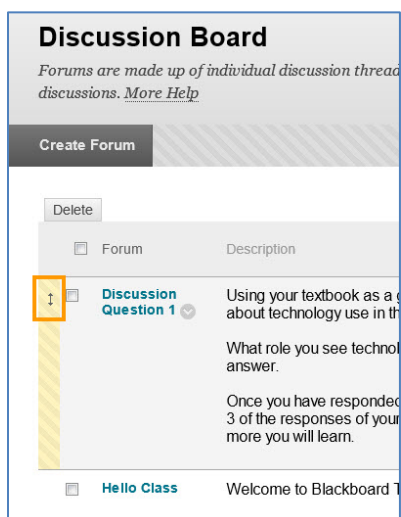 Discussion Board
Forums are made up of individual discussion thread
discussions. More Help
Create Forum
Delete
Forum Description
Discussion
Question 1
Using your textbook as a g
about technology use in th
What role you see technol
answer.
Once you have responded
3 of the responses of your
more you will learn.
Hello Class Welcome to Blackboard T